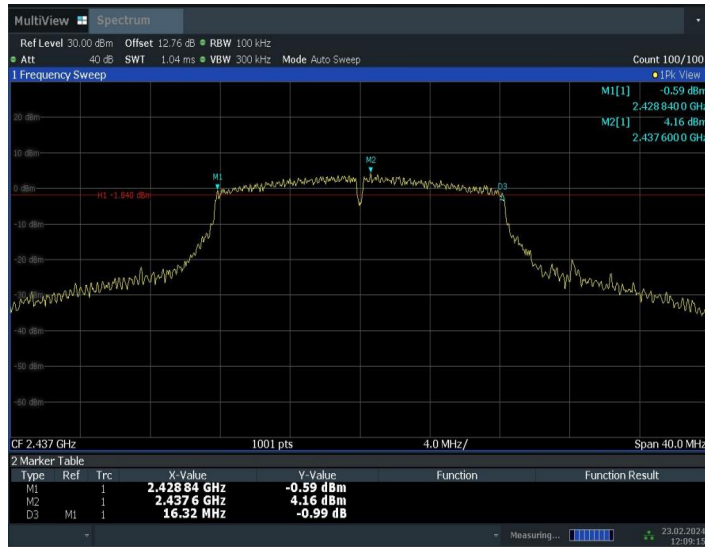 MultiView Spectrum
Ref Level 30.00 dBm Offset 12.76 dB RBW 100 kHz
Att 40 dB SWT 1.04 ms VBW 300 kHz Mode Auto Sweep Count 100/100
1 Frequency Sweep 1Pk View
M1[1] -0.59 dBm
2.428 840 0 GHz
20 dBm M2[1] 4.16 dBm
2.437 600 0 GHz
10 dBm
M2
M1
0 dBm D3
H1 -1.840 dBm
-10 dBm
-20 dBm
-30 dBm
-40 dBm
-50 dBm
-60 dBm
CF 2.437 GHz 1001 pts 4.0 MHz/ Span 40.0 MHz
2 Marker Table
Type Ref Trc X-Value Y-Value Function Function Result
M1 1 2.428 84 GHz -0.59 dBm
M2 1 2.437 6 GHz 4.16 dBm
D3 M1 1 16.32 MHz -0.99 dB
Measuring... 23.02.2024
12:09:15